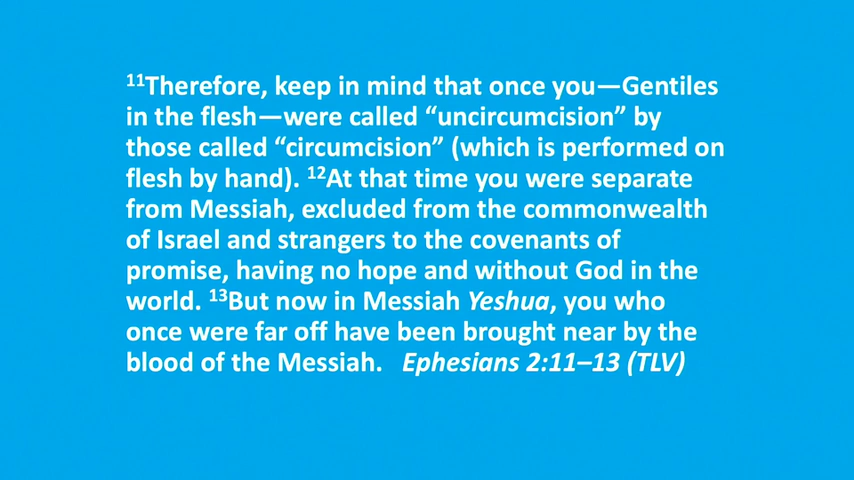 ¹¹Therefore, keep in mind that once you—Gentiles
in the flesh—were called “uncircumcision” by
those called “circumcision” (which is performed on
flesh by hand). ¹²At that time you were separate
from Messiah, excluded from the commonwealth
of Israel and strangers to the covenants of
promise, having no hope and without God in the
world. ¹³But now in Messiah Yeshua, you who
once were far off have been brought near by the
blood of the Messiah. Ephesians 2:11–13 (TLV)